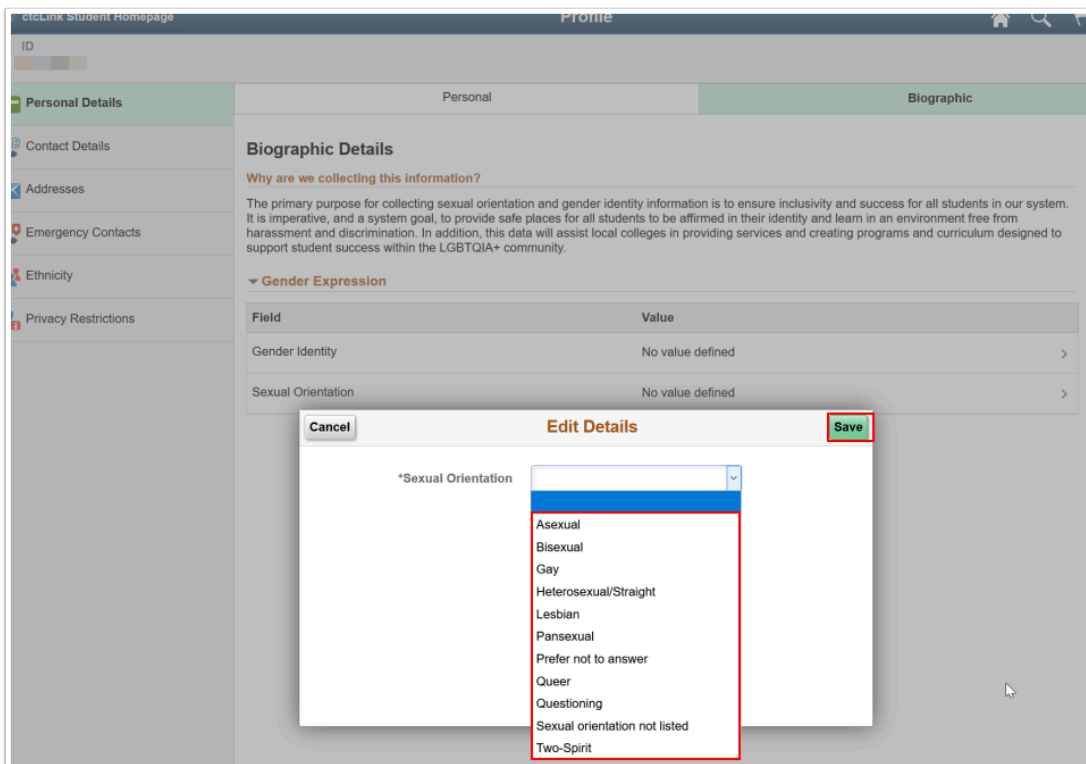 ctcLink Student Homepage
Profile
ID
Personal Details
Contact Details
Addresses
Emergency Contacts
Ethnicity
Privacy Restrictions
Personal
Biographic
Biographic Details
Why are we collecting this information?
The primary purpose for collecting sexual orientation and gender identity information is to ensure inclusivity and success for all students in our system.
It is imperative, and a system goal, to provide safe places for all students to be affirmed in their identity and learn in an environment free from
harassment and discrimination. In addition, this data will assist local colleges in providing services and creating programs and curriculum designed to
support student success within the LGBTQIA+ community.
Gender Expression
Field Value
Gender Identity No value defined
Sexual Orientation No value defined
Cancel Edit Details Save
*Sexual Orientation
Asexual
Bisexual
Gay
Heterosexual/Straight
Lesbian
Pansexual
Prefer not to answer
Queer
Questioning
Sexual orientation not listed
Two-Spirit